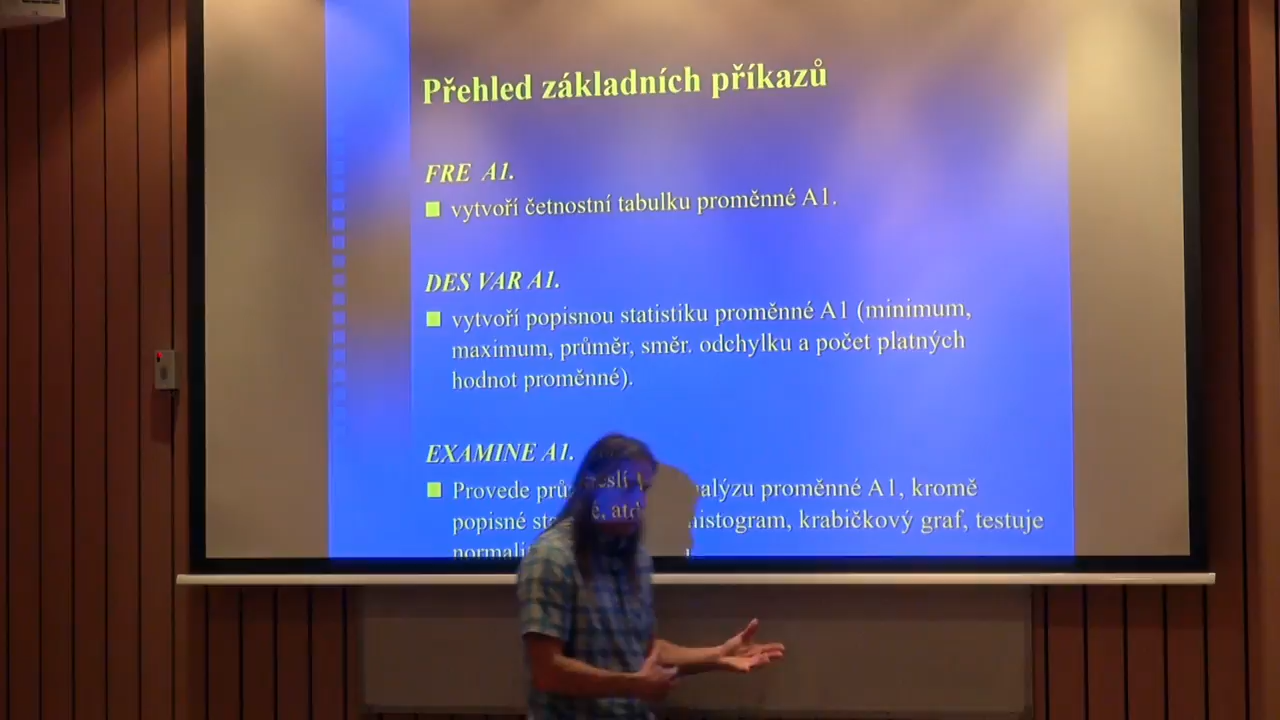 Přehled základních příkazů
FRE A1.
vytvoří četnostní tabulku proměnné A1.
DES VAR A1.
vytvoří popisnou statistiku proměnné A1 (minimum,
maximum, průměr, směr. odchylku a počet platných
hodnot proměnné).
EXAMINE A1.
Provede proměnné A1, kromě
popisné histogram, krabičkový graf, testuje